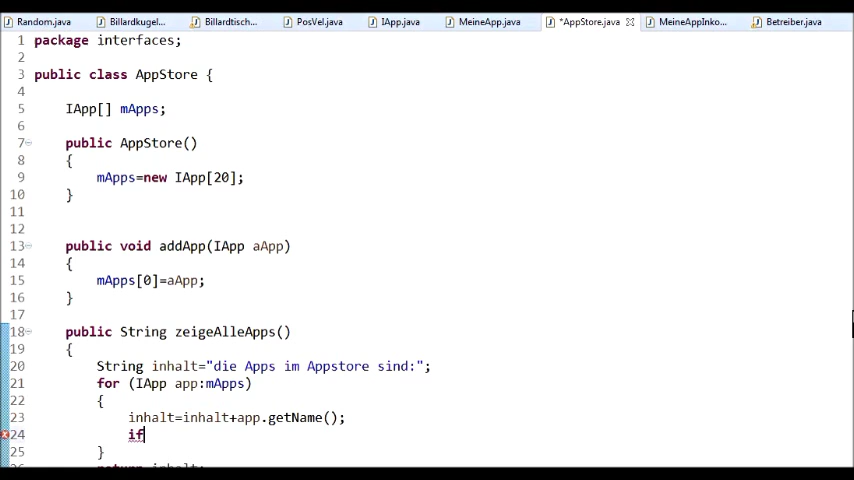 Random.java Billardkugel... Billardtisch... PosVel.java IApp.java MeineApp.java *AppStore.java MeineAppInko... Betreiber.java
1 package interfaces;
2
3 public class AppStore {
4
5 IApp[] mApps;
6
7 public AppStore()
8 {
9 mApps=new IApp[20];
10 }
11
12
13 public void addApp(IApp aApp)
14 {
15 mApps[0]=aApp;
16 }
17
18 public String zeigeAlleApps()
19 {
20 String inhalt="die Apps im Appstore sind:";
21 for (IApp app:mApps)
22 {
23 inhalt=inhalt+app.getName();
24 if
25 }
26 return inhalt;